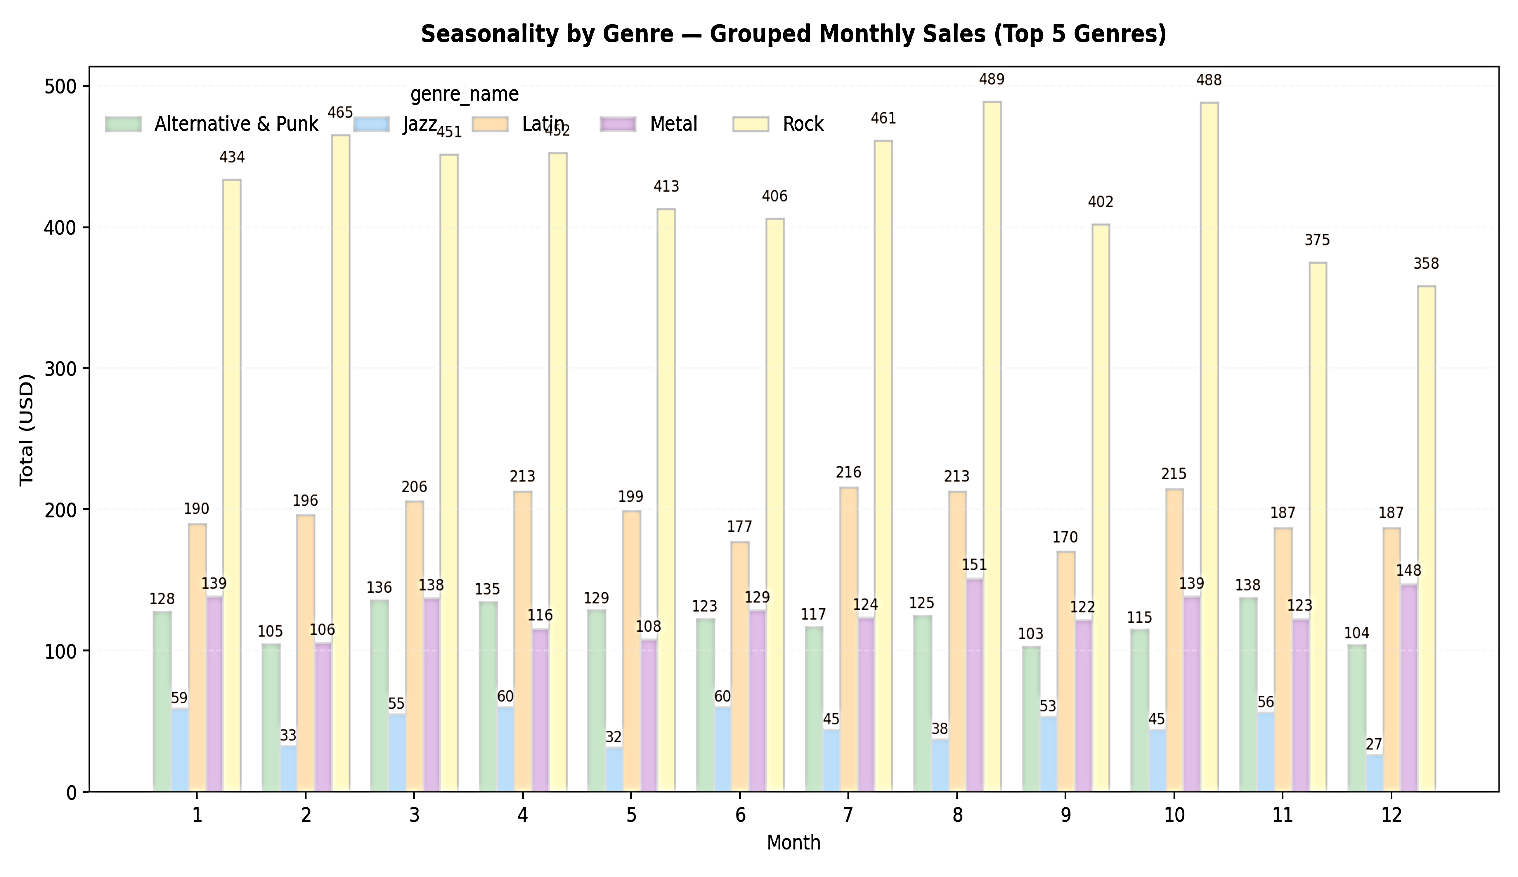 Seasonality by Genre — Grouped Monthly Sales (Top 5 Genres)
genre_name
Alternative & Punk Jazz Latin Metal Rock
500
400
300
200
100
0
Total (USD)
128 59 190 139 434
105 33 196 106 465
136 55 206 138 451
135 60 213 116 452
129 32 199 108 413
123 60 177 129 406
117 45 216 124 461
125 38 213 151 489
103 53 170 122 402
115 45 215 139 488
138 56 187 123 375
104 27 187 148 358
1 2 3 4 5 6 7 8 9 10 11 12
Month